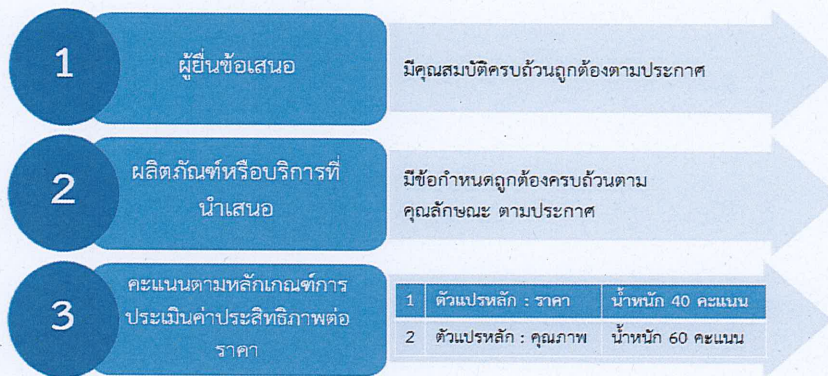 1
ผู้ยื่นข้อเสนอ
มีคุณสมบัติครบถ้วนถูกต้องตามประกาศ
2
ผลิตภัณฑ์หรือบริการที่
นำเสนอ
มีข้อกำหนดถูกต้องครบถ้วนตาม
คุณลักษณะ ตามประกาศ
3
คะแนนตามหลักเกณฑ์การ
ประเมินค่าประสิทธิภาพต่อ
ราคา
1 ตัวแปรหลัก : ราคา น้ำหนัก 40 คะแนน
2 ตัวแปรหลัก : คุณภาพ น้ำหนัก 60 คะแนน